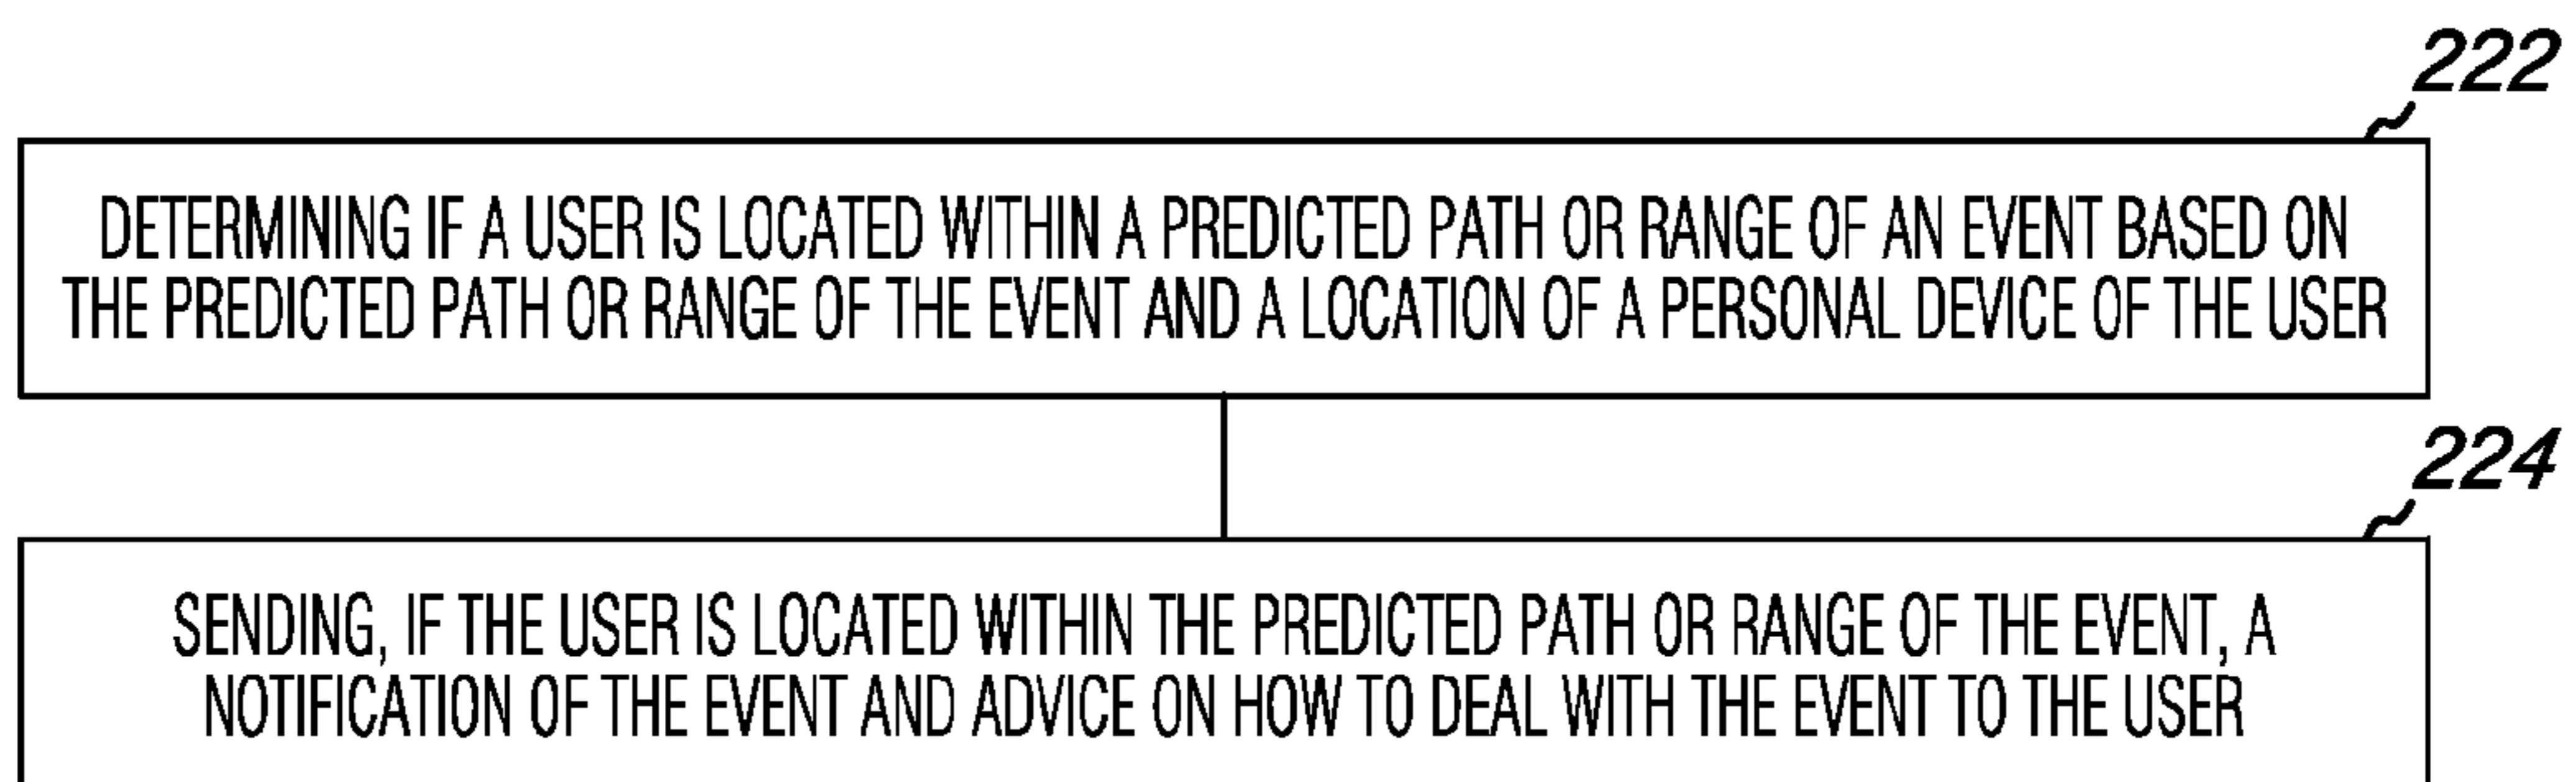 222
DETERMINING IF A USER IS LOCATED WITHIN A PREDICTED PATH OR RANGE OF AN EVENT BASED ON
THE PREDICTED PATH OR RANGE OF THE EVENT AND A LOCATION OF A PERSONAL DEVICE OF THE USER
224
SENDING, IF THE USER IS LOCATED WITHIN THE PREDICTED PATH OR RANGE OF THE EVENT, A
NOTIFICATION OF THE EVENT AND ADVICE ON HOW TO DEAL WITH THE EVENT TO THE USER